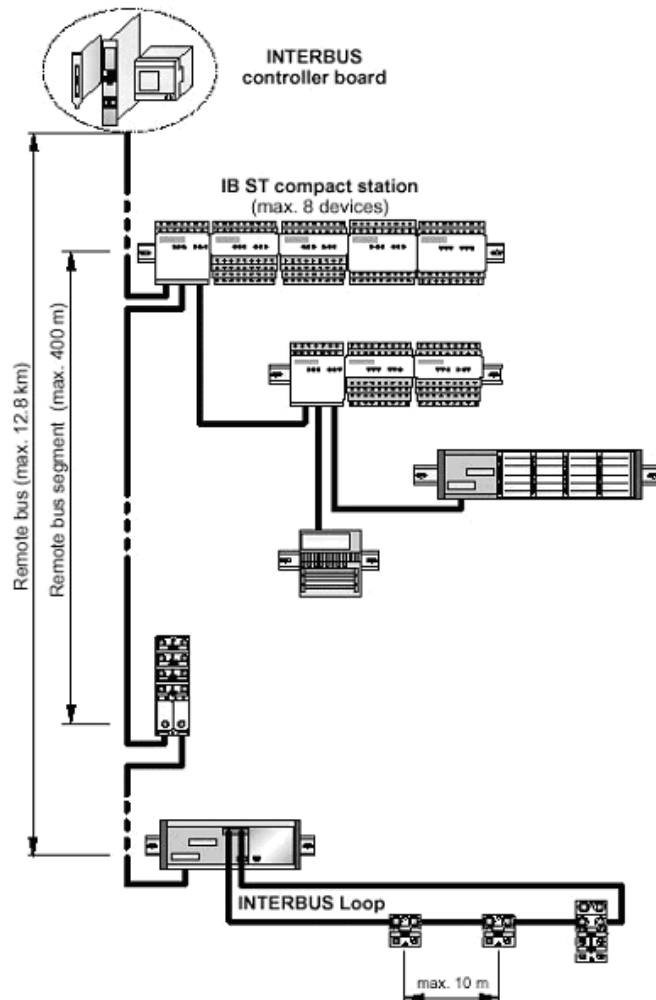 INTERBUS
controller board
IB ST compact station
(max. 8 devices)
Remote bus (max. 12.8 km)
Remote bus segment (max. 400 m)
INTERBUS Loop
max. 10 m